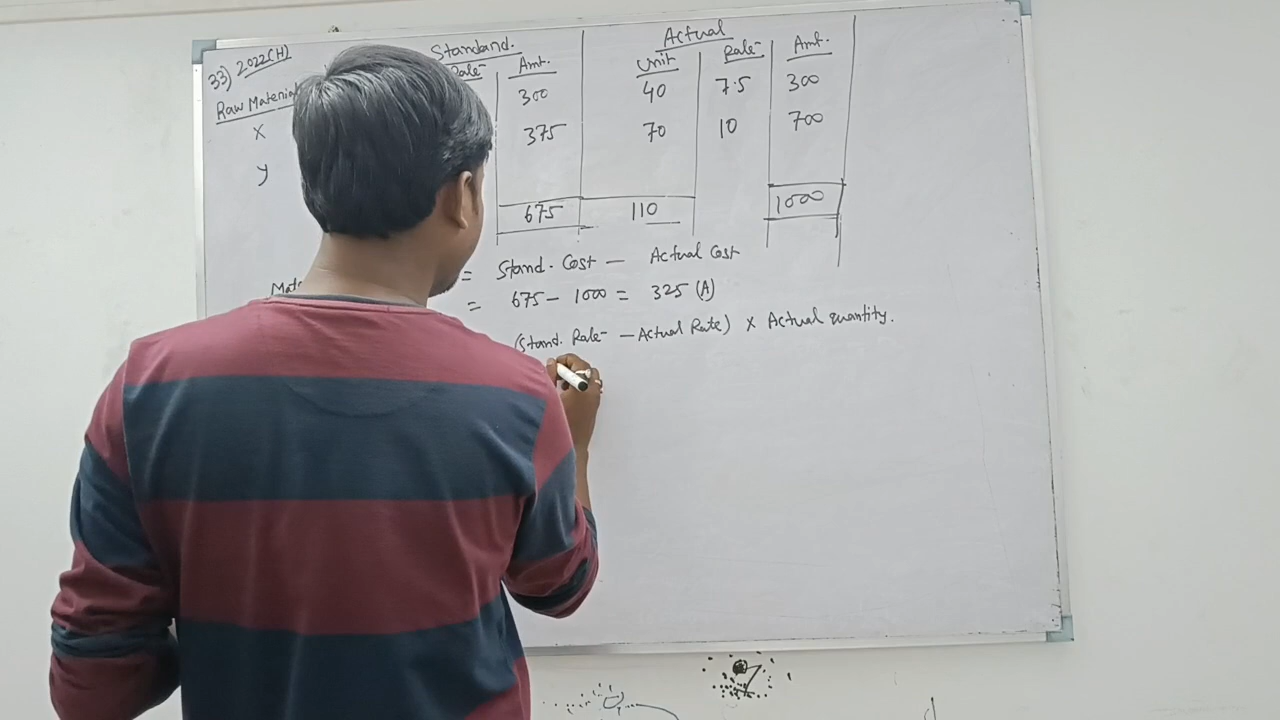 33) 2022(H)
Standard. Actual
Rate Amt. Unit Rate Amt.
Raw Material
X 300 40 7.5 300
Y 375 70 10 700
675 110 1000
= Stand. Cost - Actual Cost
= 675 - 1000 = 325 (A)
(Stand. Rate - Actual Rate) x Actual quantity.